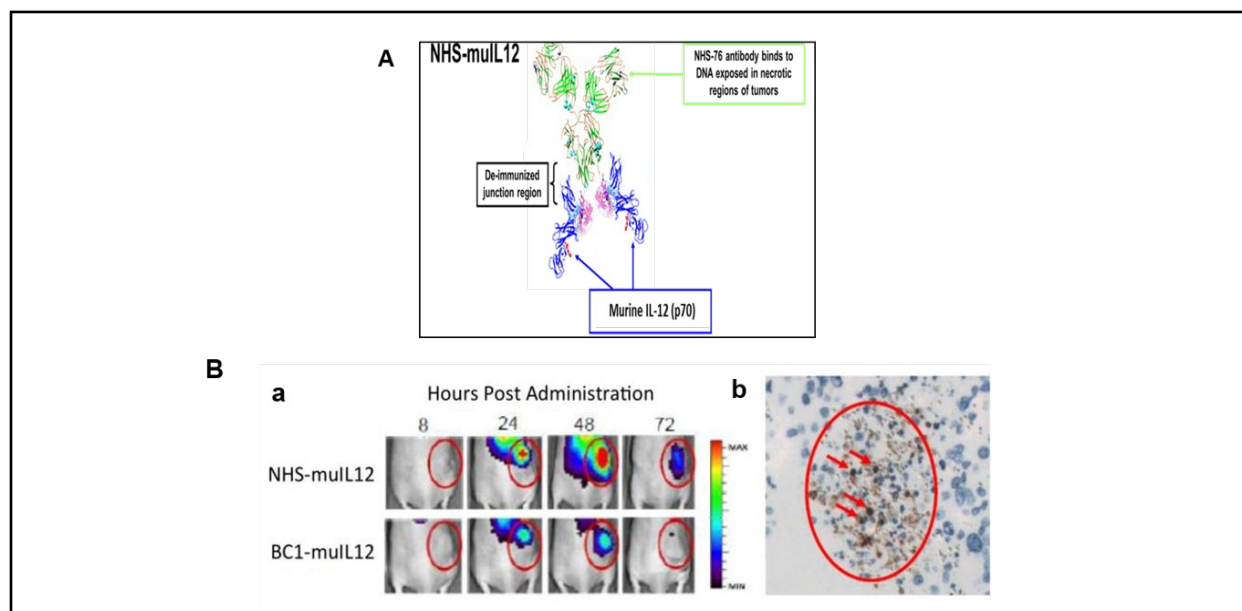 A
NHS-muIL12
NHS-76 antibody binds to
DNA exposed in necrotic
regions of tumors
De-immunized
junction region
Murine IL-12 (p70)
B
a
Hours Post Administration
8 24 48 72
NHS-muIL12
BC1-muIL12
MAX
MIN
b